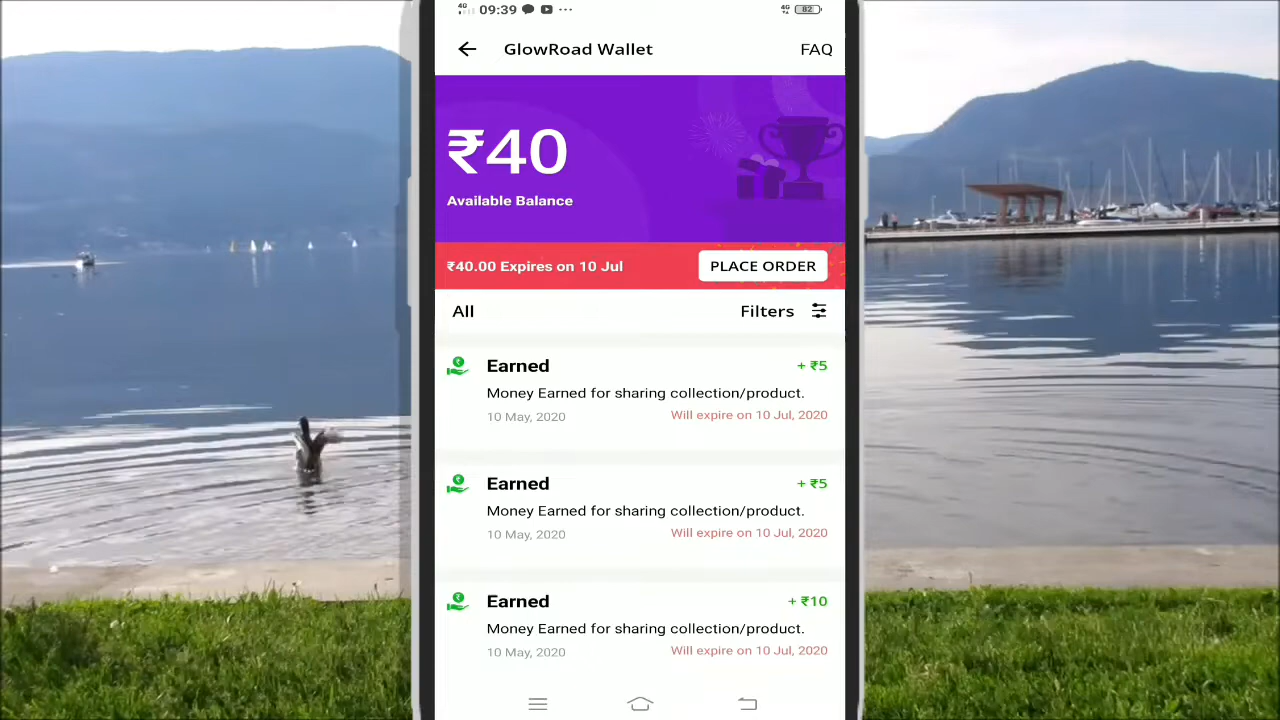 4G 09:39 4G 82
GlowRoad Wallet FAQ
₹40
Available Balance
₹40.00 Expires on 10 Jul PLACE ORDER
All Filters
Earned + ₹5
Money Earned for sharing collection/product.
10 May, 2020 Will expire on 10 Jul, 2020
Earned + ₹5
Money Earned for sharing collection/product.
10 May, 2020 Will expire on 10 Jul, 2020
Earned + ₹10
Money Earned for sharing collection/product.
10 May, 2020 Will expire on 10 Jul, 2020